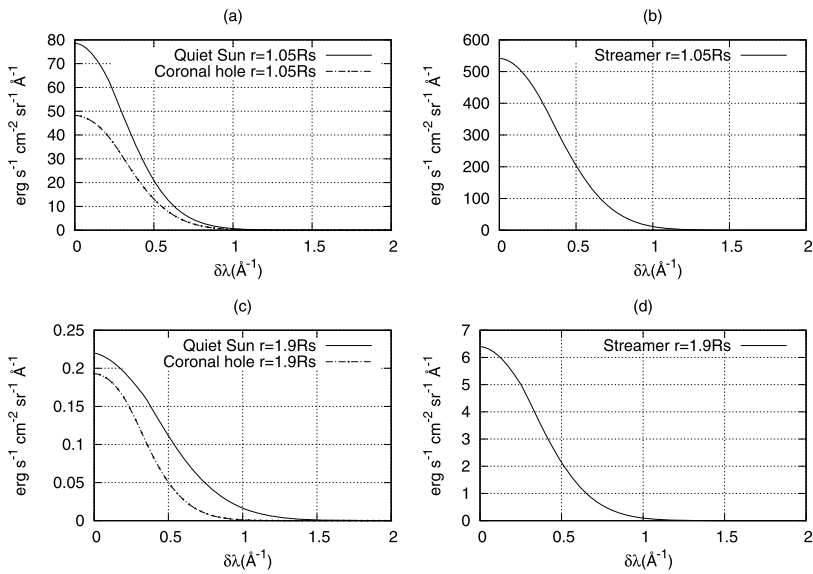 (a)
80
70
60
50
40
30
20
10
0
0 0.5 1 1.5 2
erg s⁻¹ cm⁻² sr⁻¹ Å⁻¹
δλ(Å⁻¹)
Quiet Sun r=1.05Rs
Coronal hole r=1.05Rs
(b)
600
500
400
300
200
100
0
0 0.5 1 1.5 2
erg s⁻¹ cm⁻² sr⁻¹ Å⁻¹
δλ(Å⁻¹)
Streamer r=1.05Rs
(c)
0.25
0.2
0.15
0.1
0.05
0
0 0.5 1 1.5 2
erg s⁻¹ cm⁻² sr⁻¹ Å⁻¹
δλ(Å⁻¹)
Quiet Sun r=1.9Rs
Coronal hole r=1.9Rs
(d)
7
6
5
4
3
2
1
0
0 0.5 1 1.5 2
erg s⁻¹ cm⁻² sr⁻¹ Å⁻¹
δλ(Å⁻¹)
Streamer r=1.9Rs